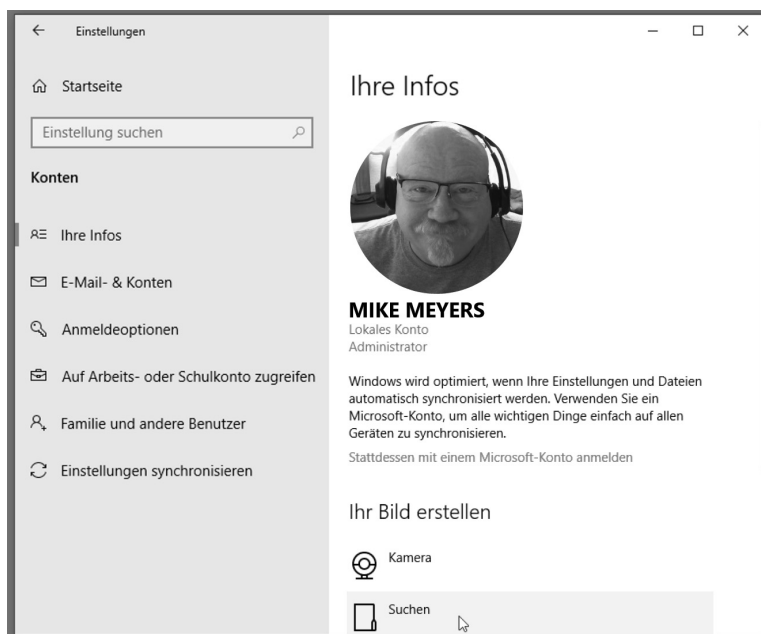 Einstellungen
Startseite
Einstellung suchen
Konten
Ihre Infos
E-Mail- & Konten
Anmeldeoptionen
Auf Arbeits- oder Schulkonto zugreifen
Familie und andere Benutzer
Einstellungen synchronisieren
Ihre Infos
MIKE MEYERS
Lokales Konto
Administrator
Windows wird optimiert, wenn Ihre Einstellungen und Dateien
automatisch synchronisiert werden. Verwenden Sie ein
Microsoft-Konto, um alle wichtigen Dinge einfach auf allen
Geräten zu synchronisieren.
Stattdessen mit einem Microsoft-Konto anmelden
Ihr Bild erstellen
Kamera
Suchen